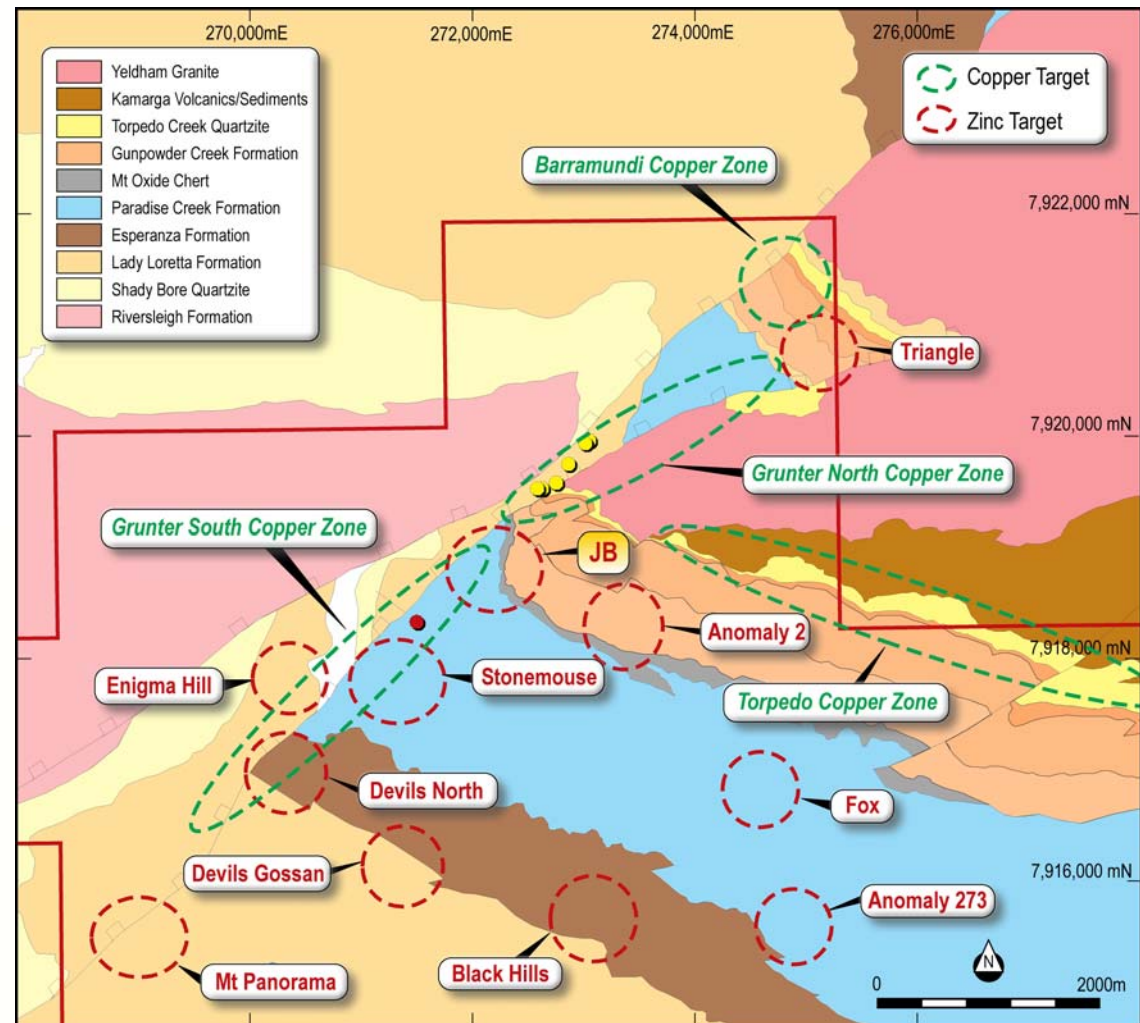 270,000mE
272,000mE
274,000mE
276,000mE
Yeldham Granite
Kamarga Volcanics/Sediments
Torpedo Creek Quartzite
Gunpowder Creek Formation
Mt Oxide Chert
Paradise Creek Formation
Esperanza Formation
Lady Loretta Formation
Shady Bore Quartzite
Riversleigh Formation
Copper Target
Zinc Target
Barramundi Copper Zone
7,922,000 mN
Triangle
7,920,000 mN
Grunter North Copper Zone
Grunter South Copper Zone
JB
Anomaly 2
7,918,000 mN
Enigma Hill
Stonemouse
Torpedo Copper Zone
Devils North
Fox
Devils Gossan
7,916,000 mN
Anomaly 273
Black Hills
Mt Panorama
N
0
2000m